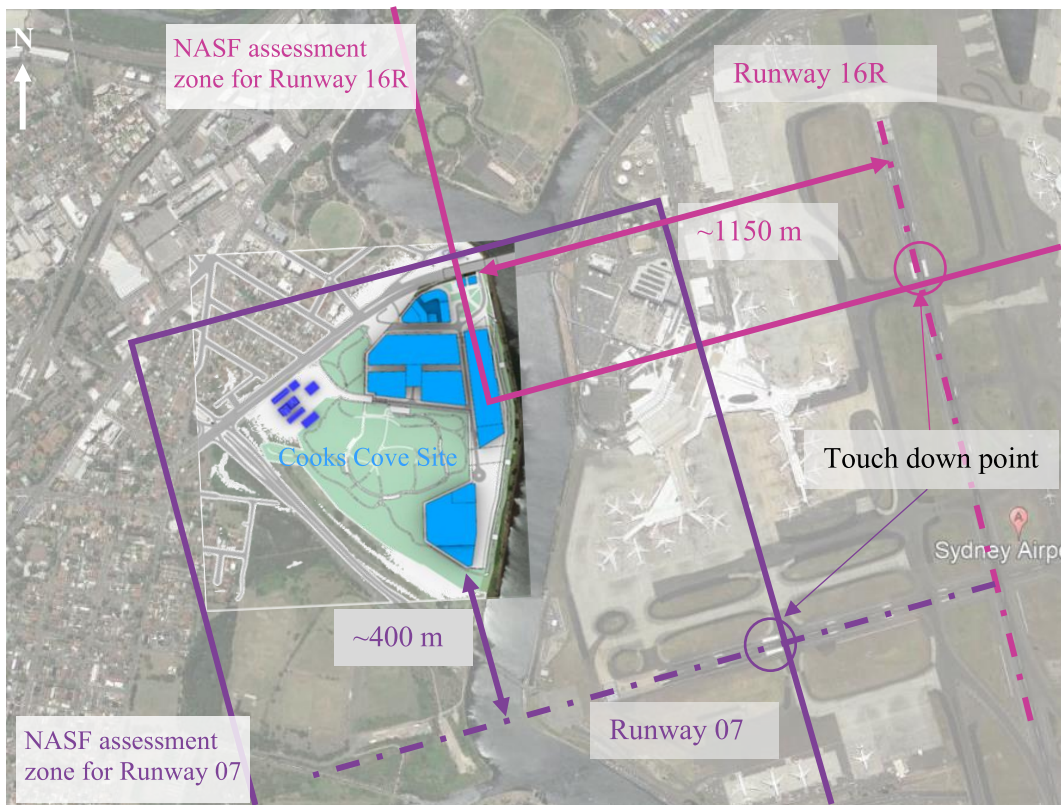 N
NASF assessment
zone for Runway 16R
Runway 16R
~1150 m
Cooks Cove Site
Touch down point
A
Sydney Airpo
~400 m
Runway 07
NASF assessment
zone for Runway 07